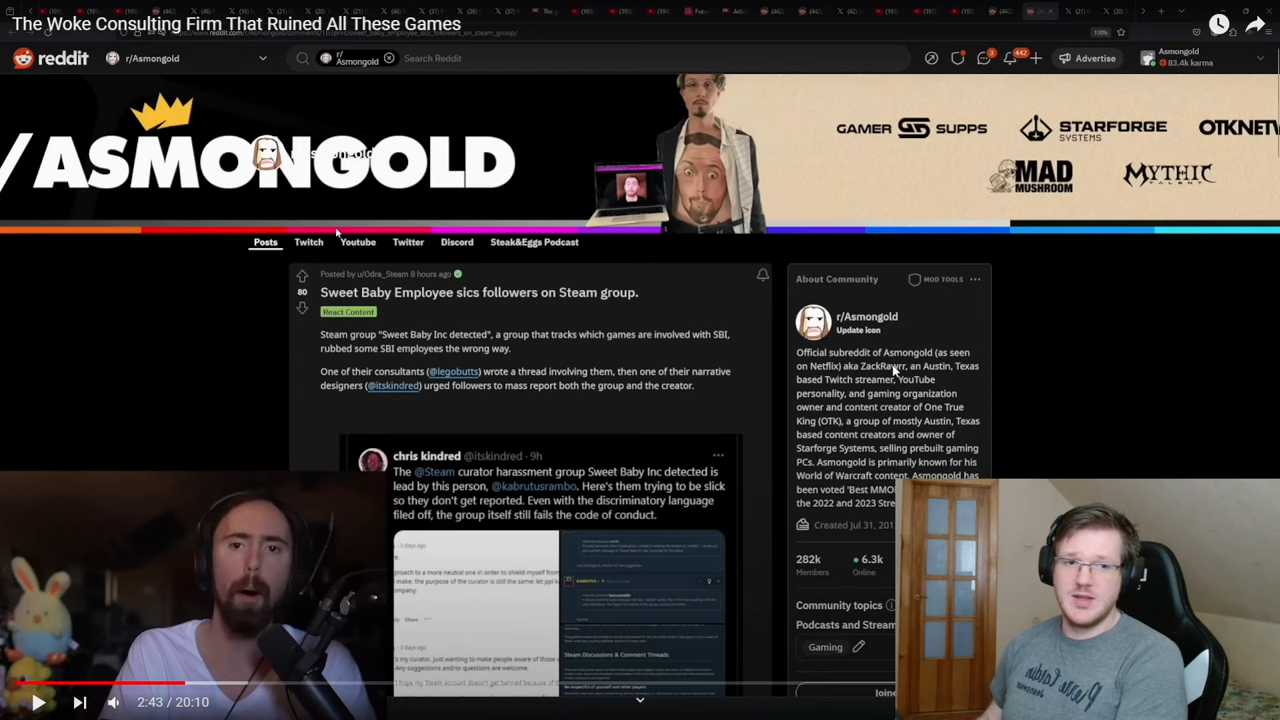 The Woke Consulting Firm That Ruined All These Games
reddit
r/Asmongold
r/
Asmongold
Search Reddit
3
442
Advertise
Asmongold
83.4k karma
/ASMONGOLD
GAMER SUPPS
STARFORGE
SYSTEMS
OTKNET
MAD
MUSHROOM
MYTHIC
TALENT
Posts
Twitch
Youtube
Twitter
Discord
Steak&Eggs Podcast
Posted by u/Odra_Steam 8 hours ago
80
Sweet Baby Employee sics followers on Steam group.
React Content
Steam group "Sweet Baby Inc detected", a group that tracks which games are involved with SBI,
rubbed some SBI employees the wrong way.
One of their consultants (@legobutts) wrote a thread involving them, then one of their narrative
designers (@itskindred) urged followers to mass report both the group and the creator.
chris kindred @itskindred · 9h
The @Steam curator harassment group Sweet Baby Inc detected is
lead by this person, @kabrutusrambo. Here's them trying to be slick
so they don't get reported. Even with the discriminatory language
filed off, the group itself still fails the code of conduct.
Steam Discussions & Comment Threads
About Community
MOD TOOLS
r/Asmongold
Update icon
Official subreddit of Asmongold (as seen
on Netflix) aka ZackRawrr, an Austin, Texas
based Twitch streamer, YouTube
personality, and gaming organization
owner and content creator of One True
King (OTK), a group of mostly Austin, Texas
based content creators and owner of
Starforge Systems, selling prebuilt gaming
PCs. Asmongold is primarily known for his
World of Warcraft content. Asmongold has
been voted 'Best MMO
the 2022 and 2023 Stre
Created Jul 31, 201
282k
Members
6.3k
Online
Community topics
Podcasts and Stream
Gaming
Joine
2:43 / 20:10